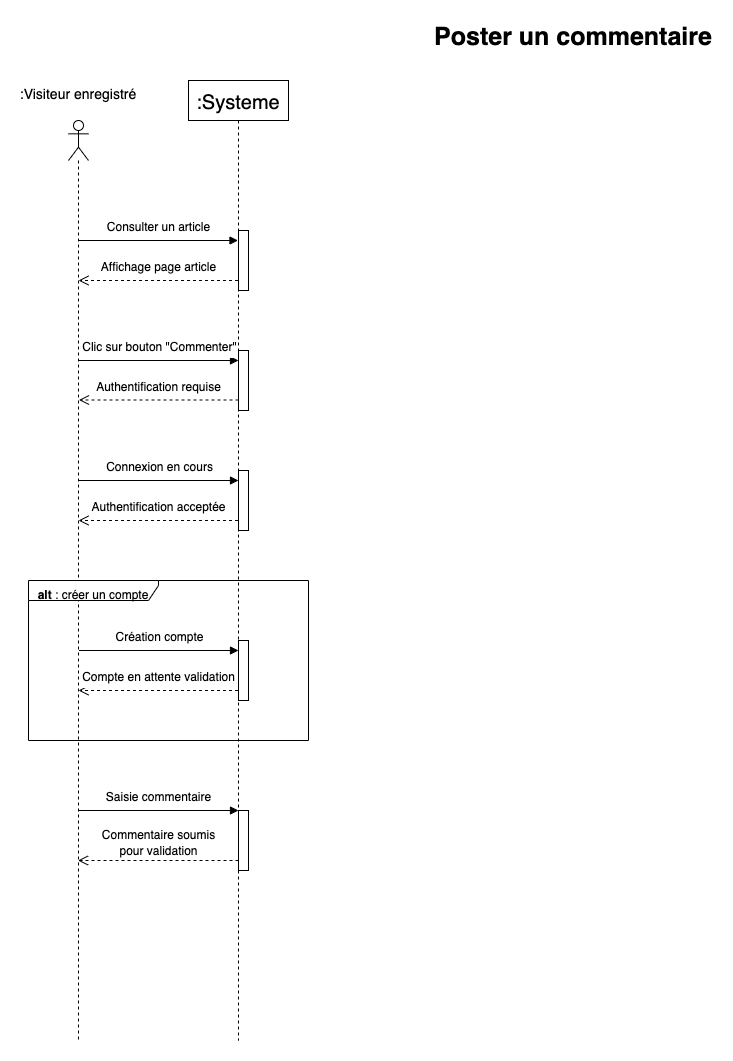 Poster un commentaire
:Visiteur enregistré
:Systeme
Consulter un article
Affichage page article
Clic sur bouton "Commenter"
Authentification requise
Connexion en cours
Authentification acceptée
alt : créer un compte
Création compte
Compte en attente validation
Saisie commentaire
Commentaire soumis
pour validation